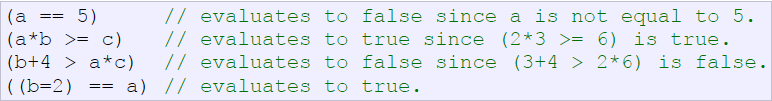 (a == 5)     // evaluates to false since a is not equal to 5.
(a*b >= c)   // evaluates to true since (2*3 >= 6) is true.
(b+4 > a*c)  // evaluates to false since (3+4 > 2*6) is false.
((b=2) == a) // evaluates to true.